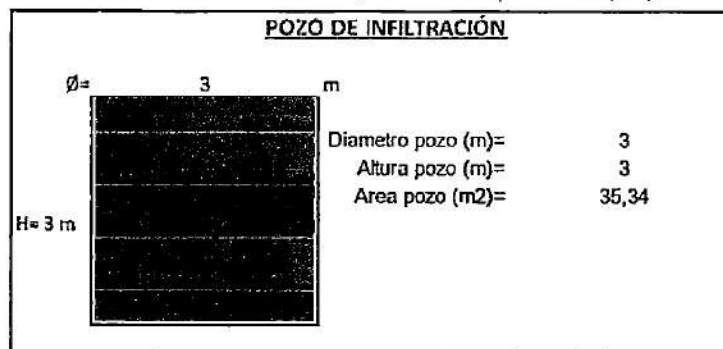 POZO DE INFILTRACIÓN
Ø= 3 m
Diametro pozo (m)= 3
Altura pozo (m)= 3
Area pozo (m2)= 35,34
H= 3 m